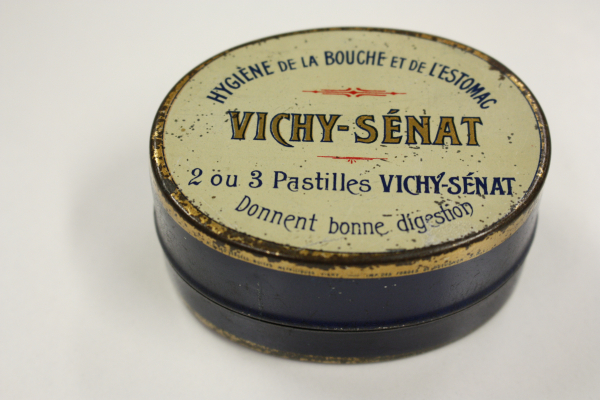 HYGIÈNE DE LA BOUCHE ET DE L'ESTOMAC
VICHY-SÉNAT
2 ou 3 Pastilles VICHY-SÉNAT
Donnent bonne digestion